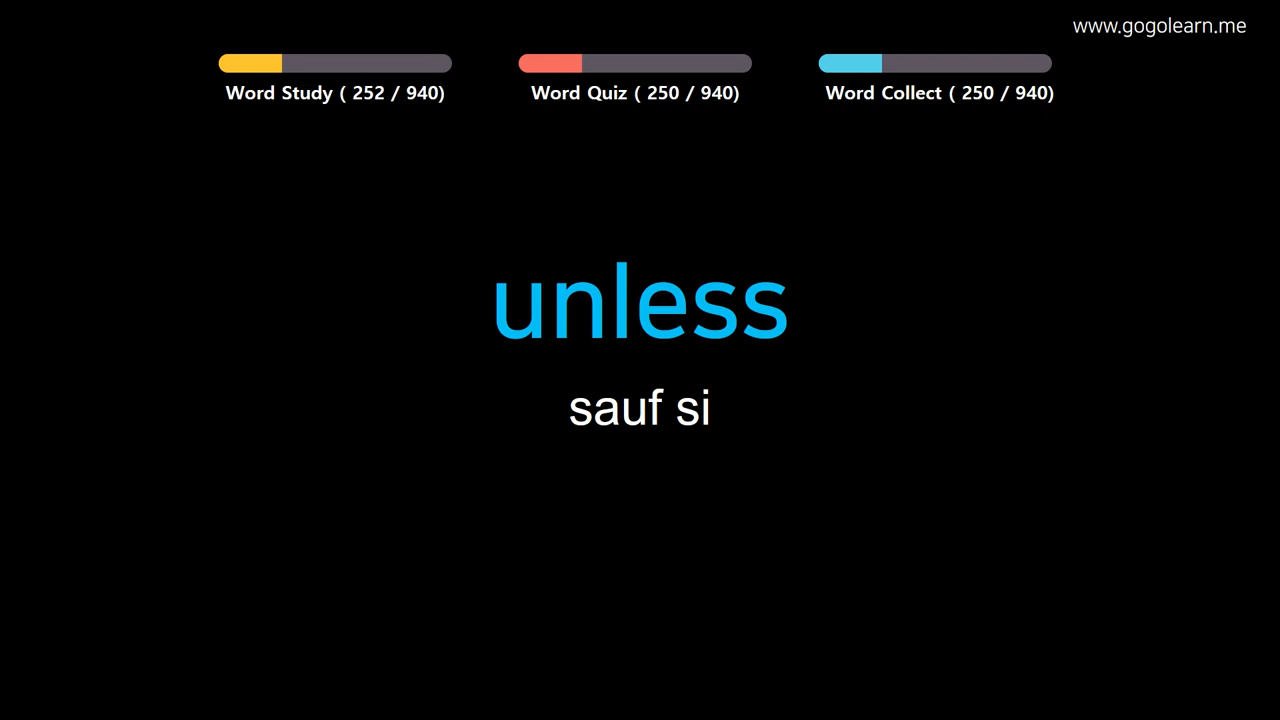 www.gogolearn.me
Word Study ( 252 / 940)
Word Quiz ( 250 / 940)
Word Collect ( 250 / 940)
unless
sauf si